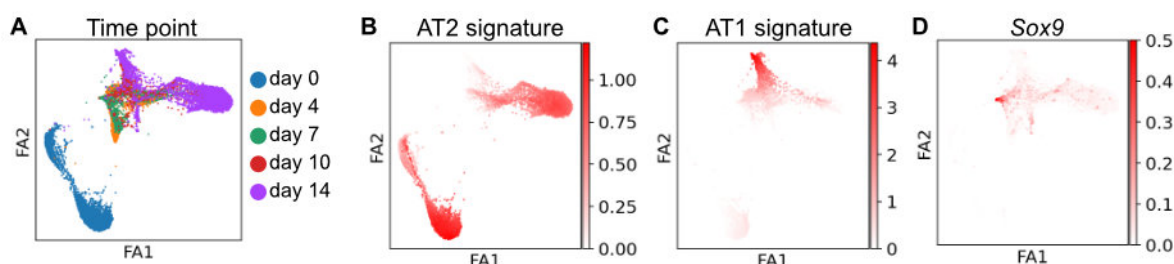 A Time point
FA2
FA1
day 0
day 4
day 7
day 10
day 14
B AT2 signature
FA2
FA1
1.00
0.75
0.50
0.25
0.00
C AT1 signature
FA2
FA1
4
3
2
1
0
D Sox9
FA2
FA1
0.5
0.4
0.3
0.2
0.1
0.0